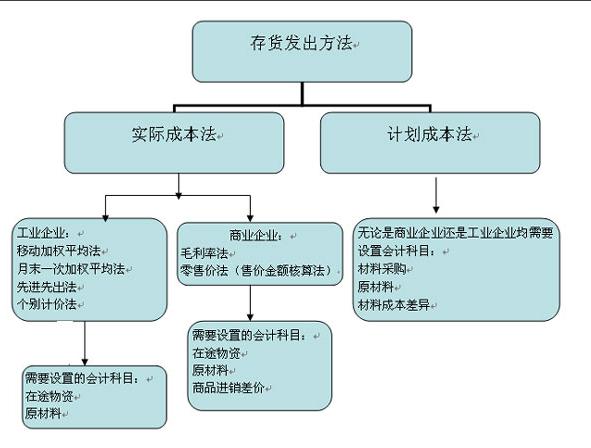 存货发出方法
实际成本法
计划成本法
工业企业:
移动加权平均法
月末一次加权平均法
先进先出法
个别计价法
商业企业:
毛利率法
零售价法（售价金额核算法）
无论是商业企业还是工业企业均需要
设置会计科目:
材料采购
原材料
材料成本差异
需要设置的会计科目:
在途物资
原材料
需要设置的会计科目:
在途物资
原材料
商品进销差价